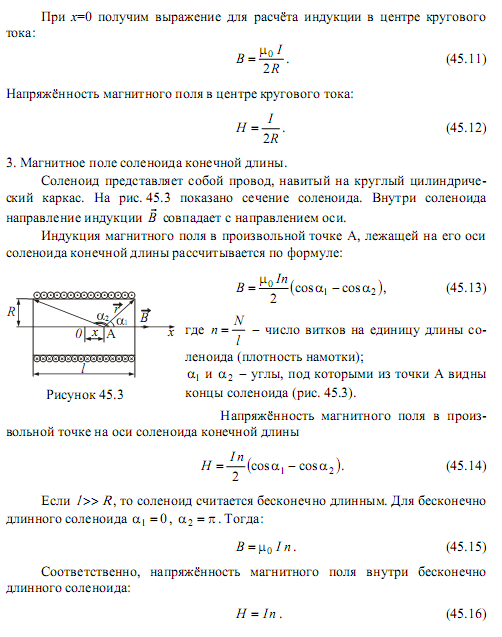 При x=0 получим выражение для расчёта индукции в центре кругового
тока:
B = μ₀ I / 2R . (45.11)
Напряжённость магнитного поля в центре кругового тока:
H = I / 2R . (45.12)
3. Магнитное поле соленоида конечной длины.
Соленоид представляет собой провод, навитый на круглый цилиндриче-
ский каркас. На рис. 45.3 показано сечение соленоида. Внутри соленоида
направление индукции B⃗ совпадает с направлением оси.
Индукция магнитного поля в произвольной точке А, лежащей на его оси
соленоида конечной длины рассчитывается по формуле:
B = μ₀ In / 2 (cos α₁ − cos α₂), (45.13)
R
r⃗
α₂
α₁
B⃗
0
x
A
x
l
Рисунок 45.3
где n = N / l – число витков на единицу длины со-
леноида (плотность намотки);
α₁ и α₂ – углы, под которыми из точки А видны
концы соленоида (рис. 45.3).
Напряжённость магнитного поля в произ-
вольной точке на оси соленоида конечной длины
H = In / 2 (cos α₁ − cos α₂). (45.14)
Если l>> R, то соленоид считается бесконечно длинным. Для бесконечно
длинного соленоида α₁ = 0 , α₂ = π . Тогда:
B = μ₀ I n . (45.15)
Соответственно, напряжённость магнитного поля внутри бесконечно
длинного соленоида:
H = In . (45.16)